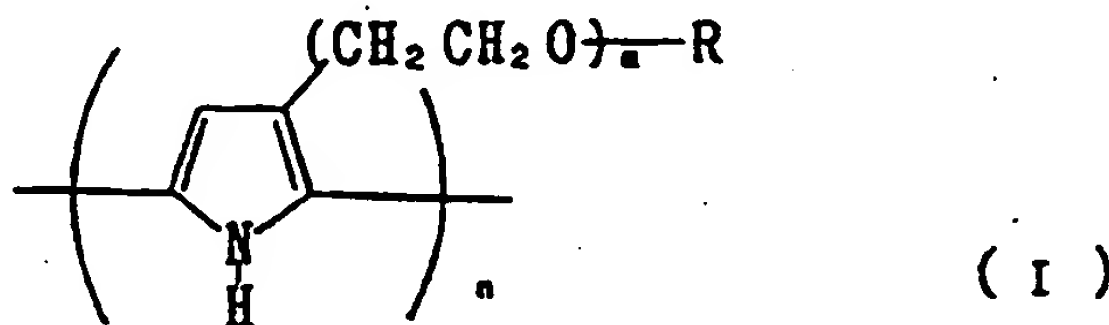 (CH₂CH₂O)ₘ—R
N
H
n
( I )